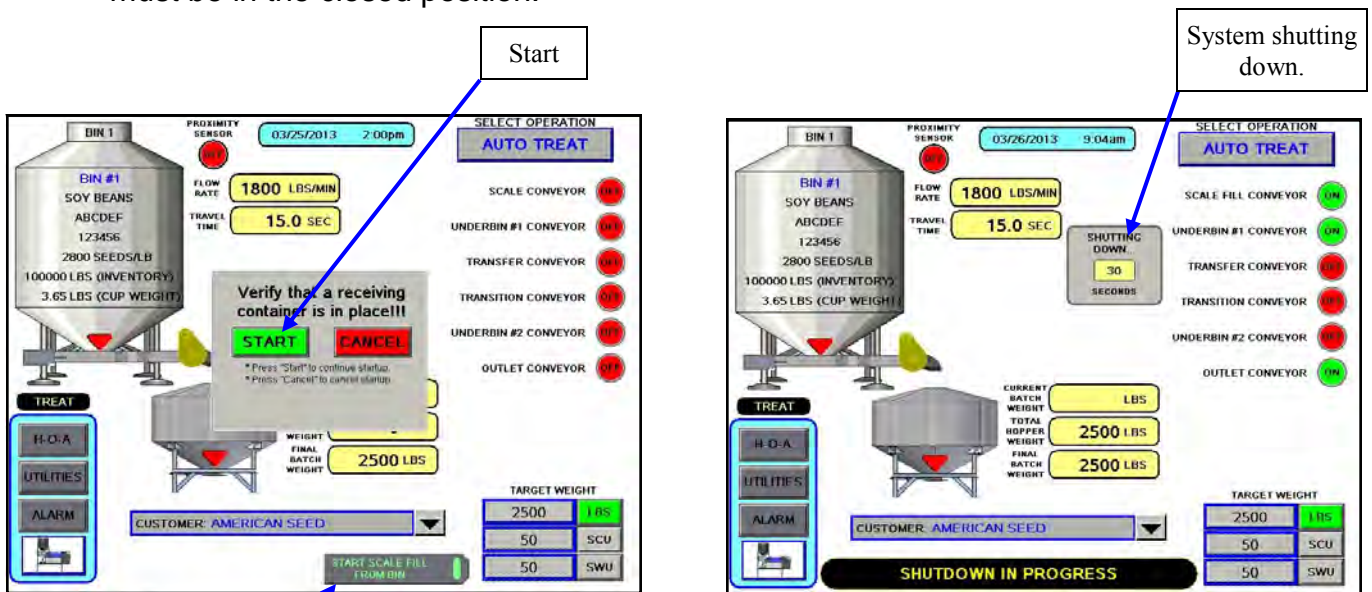 must be in the closed position.
Start
System shutting
down.
BIN 1
PROXIMITY
SENSOR
OFF
03/25/2013 2:00pm
SELECT OPERATION
AUTO TREAT
BIN #1
SOY BEANS
ABCDEF
123456
2800 SEEDS/LB
100000 LBS (INVENTORY)
3.65 LBS (CUP WEIGHT)
FLOW
RATE
1800 LBS/MIN
TRAVEL
TIME
15.0 SEC
SCALE CONVEYOR OFF
UNDERBIN #1 CONVEYOR OFF
TRANSFER CONVEYOR OFF
TRANSITION CONVEYOR OFF
UNDERBIN #2 CONVEYOR OFF
OUTLET CONVEYOR OFF
Verify that a receiving
container is in place!!!
START CANCEL
* Press "Start" to continue startup.
* Press "Cancel" to cancel startup.
TREAT
H-O-A
UTILITIES
ALARM
WEIGHT
FINAL
BATCH
WEIGHT
2500 LBS
CUSTOMER: AMERICAN SEED
START SCALE FILL
FROM BIN
TARGET WEIGHT
2500 LBS
50 SCU
50 SWU
BIN 1
PROXIMITY
SENSOR
OFF
03/26/2013 9:04am
SELECT OPERATION
AUTO TREAT
BIN #1
SOY BEANS
ABCDEF
123456
2800 SEEDS/LB
100000 LBS (INVENTORY)
3.65 LBS (CUP WEIGHT)
FLOW
RATE
1800 LBS/MIN
TRAVEL
TIME
15.0 SEC
SHUTTING
DOWN...
30
SECONDS
SCALE FILL CONVEYOR ON
UNDERBIN #1 CONVEYOR ON
TRANSFER CONVEYOR OFF
TRANSITION CONVEYOR OFF
UNDERBIN #2 CONVEYOR OFF
OUTLET CONVEYOR ON
TREAT
H-O-A
UTILITIES
ALARM
CURRENT
BATCH
WEIGHT
LBS
TOTAL
HOPPER
WEIGHT
2500 LBS
FINAL
BATCH
WEIGHT
2500 LBS
CUSTOMER: AMERICAN SEED
SHUTDOWN IN PROGRESS
TARGET WEIGHT
2500 LBS
50 SCU
50 SWU